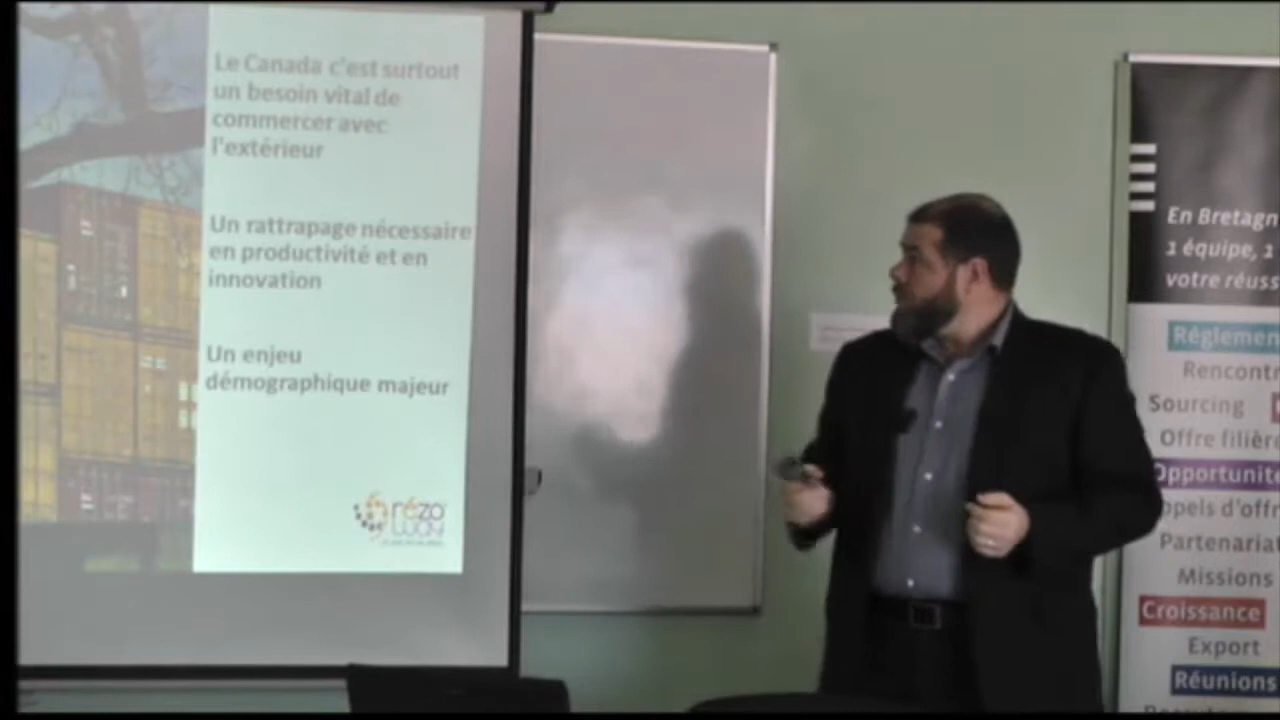 Le Canada c'est surtout
un besoin vital de
commercer avec
l'extérieur
Un rattrapage nécessaire
en productivité et en
innovation
Un enjeu
démographique majeur
rézo
En Bretagn
1 équipe, 1
votre réuss
Réglemen
Rencontr
Sourcing
Offre filière
Opportunité
ppels d'offr
Partenariat
Missions
Croissance
Export
Réunions